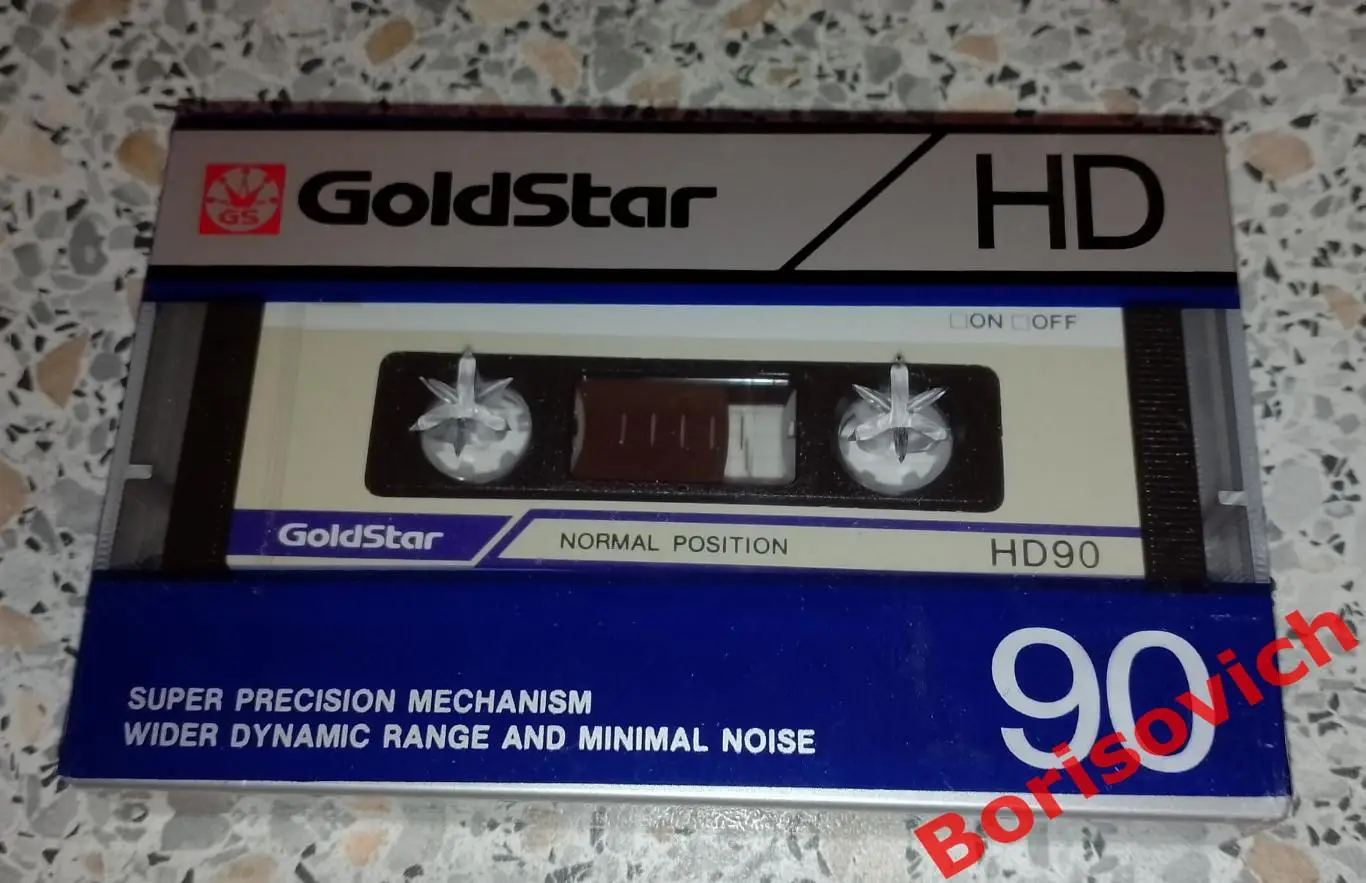 GS GoldStar HD
ON OFF
GoldStar NORMAL POSITION HD90
90
SUPER PRECISION MECHANISM
WIDER DYNAMIC RANGE AND MINIMAL NOISE
Borisovich